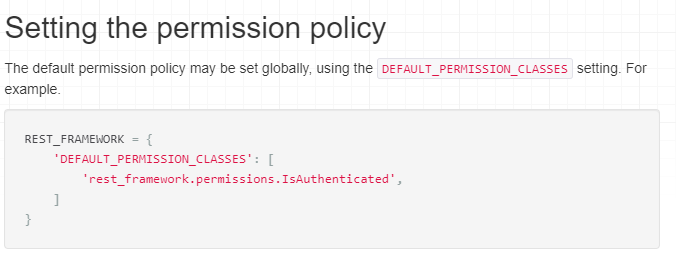 Setting the permission policy
The default permission policy may be set globally, using the DEFAULT_PERMISSION_CLASSES setting. For
example.
REST_FRAMEWORK = {
    'DEFAULT_PERMISSION_CLASSES': [
        'rest_framework.permissions.IsAuthenticated',
    ]
}